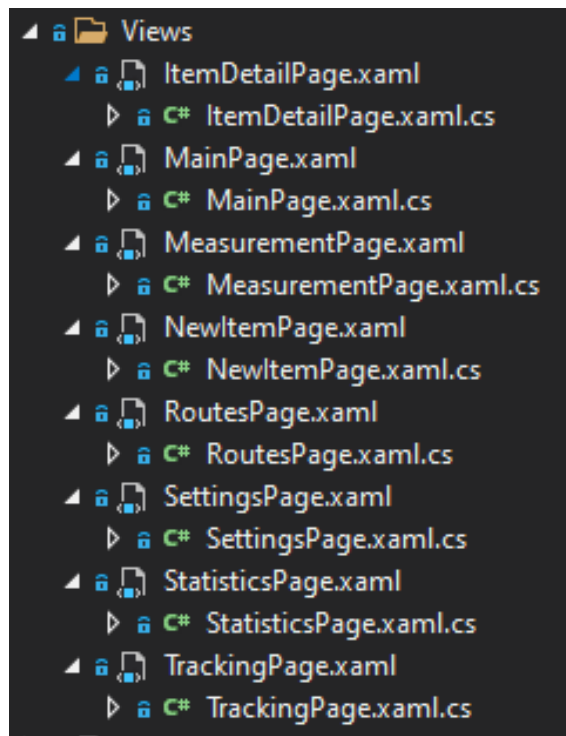 Views
ItemDetailPage.xaml
C# ItemDetailPage.xaml.cs
MainPage.xaml
C# MainPage.xaml.cs
MeasurementPage.xaml
C# MeasurementPage.xaml.cs
NewItemPage.xaml
C# NewItemPage.xaml.cs
RoutesPage.xaml
C# RoutesPage.xaml.cs
SettingsPage.xaml
C# SettingsPage.xaml.cs
StatisticsPage.xaml
C# StatisticsPage.xaml.cs
TrackingPage.xaml
C# TrackingPage.xaml.cs